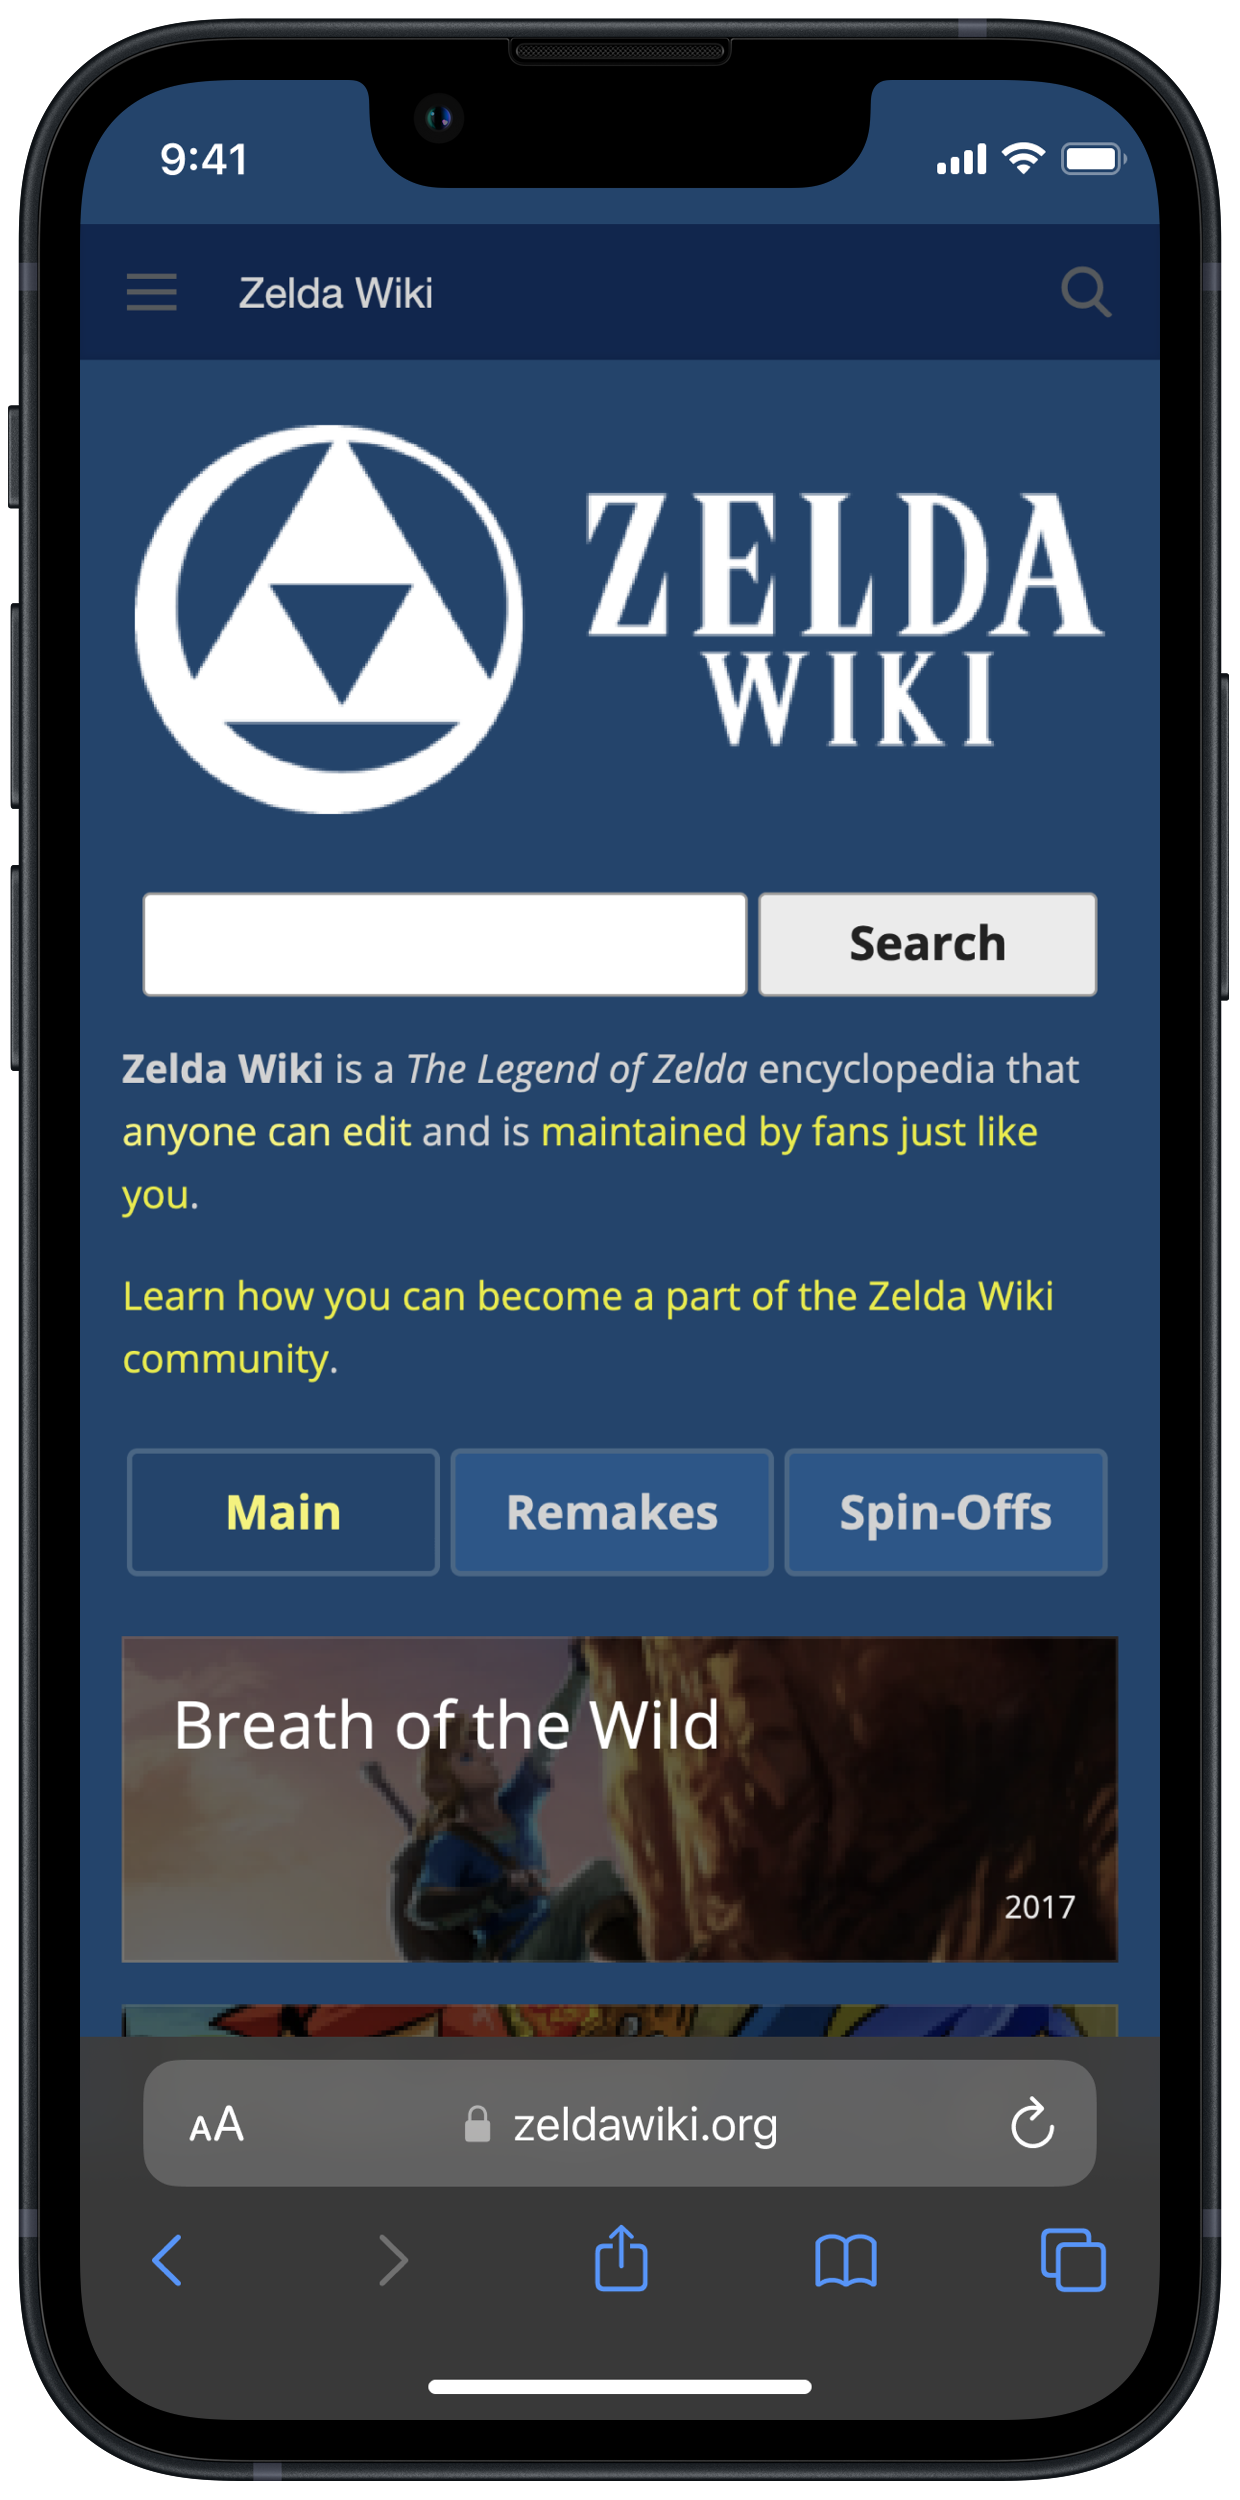 9:41
Zelda Wiki
ZELDA
WIKI
Search
Zelda Wiki is a The Legend of Zelda encyclopedia that
anyone can edit and is maintained by fans just like
you.
Learn how you can become a part of the Zelda Wiki
community.
Main Remakes Spin-Offs
Breath of the Wild
2017
AA zeldawiki.org